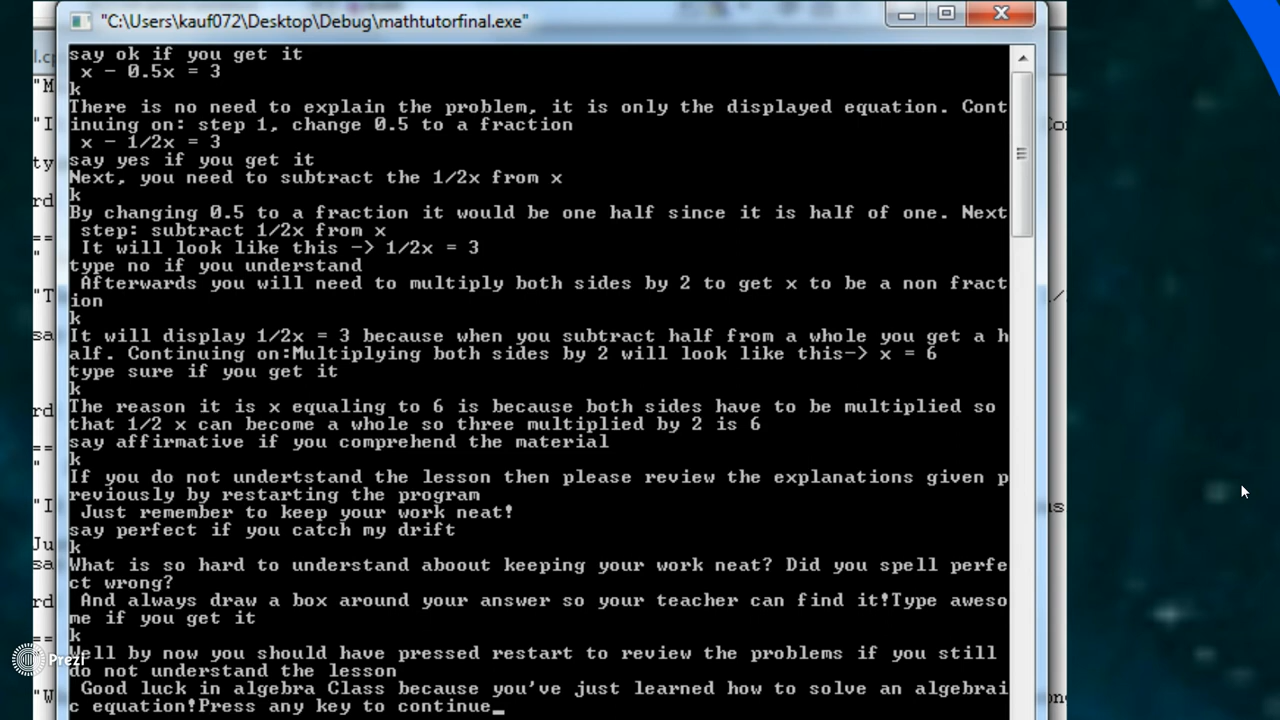 "C:\Users\kauf072\Desktop\Debug\mathtutorfinal.exe"
say ok if you get it
x - 0.5x = 3
k
There is no need to explain the problem, it is only the displayed equation. Cont
inuing on: step 1, change 0.5 to a fraction
x - 1/2x = 3
say yes if you get it
Next, you need to subtract the 1/2x from x
k
By changing 0.5 to a fraction it would be one half since it is half of one. Next
step: subtract 1/2x from x
It will look like this -> 1/2x = 3
type no if you understand
Afterwards you will need to multiply both sides by 2 to get x to be a non fract
ion
k
It will display 1/2x = 3 because when you subtract half from a whole you get a h
alf. Continuing on:Multiplying both sides by 2 will look like this-> x = 6
type sure if you get it
k
The reason it is x equaling to 6 is because both sides have to be multiplied so
that 1/2 x can become a whole so three multiplied by 2 is 6
say affirmative if you comprehend the material
k
If you do not undertstand the lesson then please review the explanations given p
reviously by restarting the program
Just remember to keep your work neat!
say perfect if you catch my drift
k
What is so hard to understand aboout keeping your work neat? Did you spell perfe
ct wrong?
And always draw a box around your answer so your teacher can find it!Type aweso
me if you get it
k
Well by now you should have pressed restart to review the problems if you still
do not understand the lesson
Good luck in algebra Class because you've just learned how to solve an algebrai
c equation!Press any key to continue_
Prezi